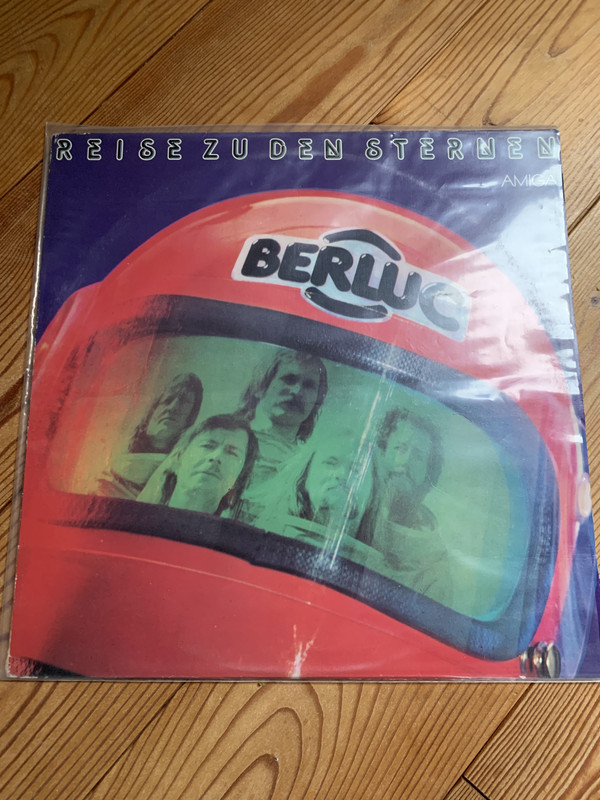 REISE ZU DEN STERNEN
AMIGA
BERLUC